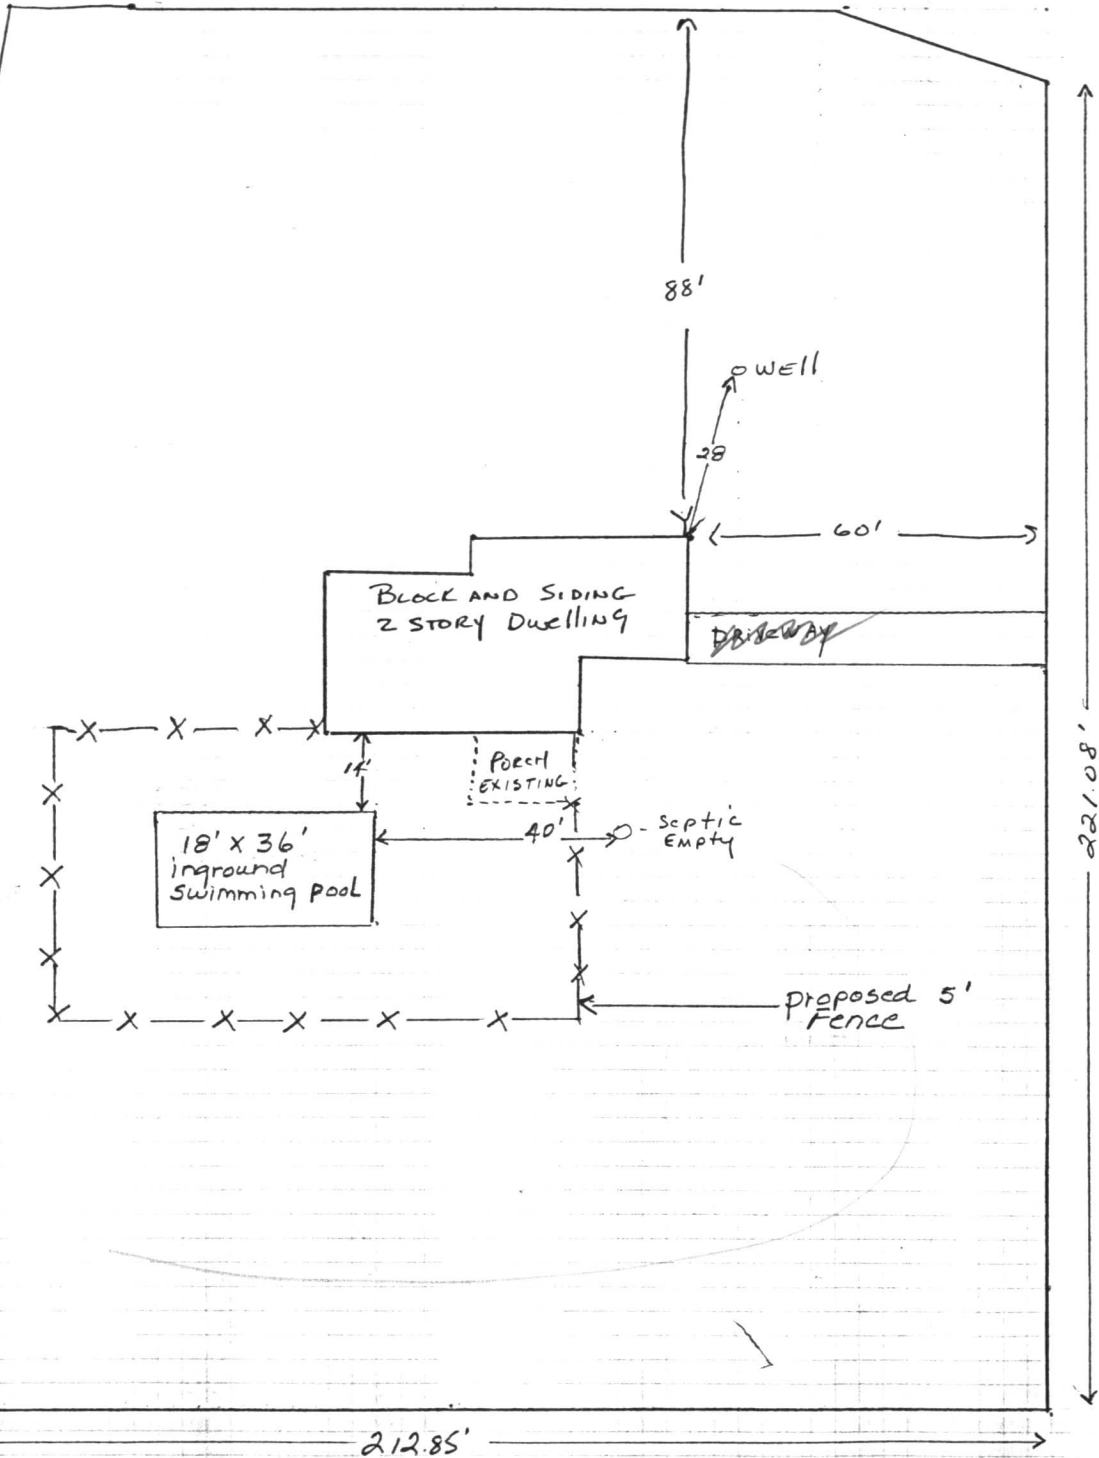 88'
O WEll
28
60'
BLOCK AND SIDING
2 STORY DwEllING
DRIVEWAY
14'
PORCH
EXISTING
40'
- SEptic
EMpty
18' X 36'
inground
Swimming pooL
proposed 5'
Fence
221.08'
212.85'